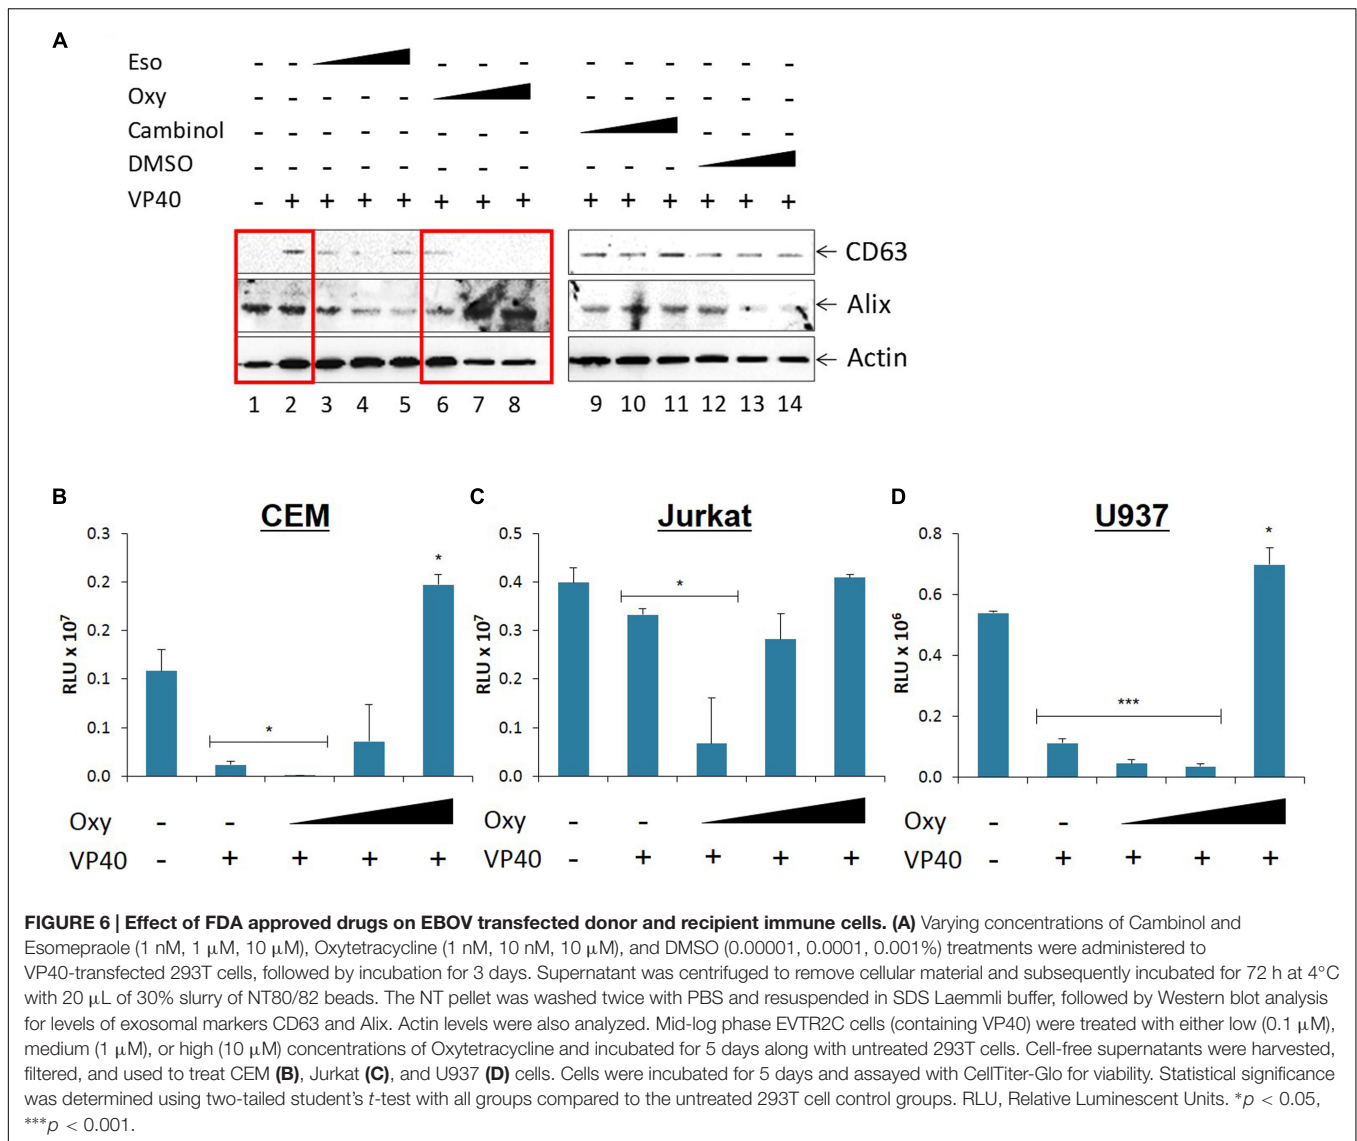 A
Eso - - - - - - - - - - -
Oxy - - - - - - - - - - -
Cambinol - - - - - - - - - - -
DMSO - - - - - - - - - - -
VP40 - + + + + + + + + + + + + +
← CD63
← Alix
← Actin
1 2 3 4 5 6 7 8 9 10 11 12 13 14
B
CEM
0.3
0.2
0.2
0.1
0.1
0.0
RLU x 10⁷
*
*
Oxy - -
VP40 - + + + +
C
Jurkat
0.5
0.4
0.3
0.2
0.1
0.0
RLU x 10⁷
*
Oxy - -
VP40 - + + + +
D
U937
0.8
0.6
0.4
0.2
0.0
RLU x 10⁶
***
*
Oxy - -
VP40 - + + + +
FIGURE 6 | Effect of FDA approved drugs on EBOV transfected donor and recipient immune cells. (A) Varying concentrations of Cambinol and
Esomepraole (1 nM, 1 μM, 10 μM), Oxytetracycline (1 nM, 10 nM, 10 μM), and DMSO (0.00001, 0.0001, 0.001%) treatments were administered to
VP40-transfected 293T cells, followed by incubation for 3 days. Supernatant was centrifuged to remove cellular material and subsequently incubated for 72 h at 4°C
with 20 μL of 30% slurry of NT80/82 beads. The NT pellet was washed twice with PBS and resuspended in SDS Laemmli buffer, followed by Western blot analysis
for levels of exosomal markers CD63 and Alix. Actin levels were also analyzed. Mid-log phase EVTR2C cells (containing VP40) were treated with either low (0.1 μM),
medium (1 μM), or high (10 μM) concentrations of Oxytetracycline and incubated for 5 days along with untreated 293T cells. Cell-free supernatants were harvested,
filtered, and used to treat CEM (B), Jurkat (C), and U937 (D) cells. Cells were incubated for 5 days and assayed with CellTiter-Glo for viability. Statistical significance
was determined using two-tailed student's t-test with all groups compared to the untreated 293T cell control groups. RLU, Relative Luminescent Units. *p < 0.05,
***p < 0.001.